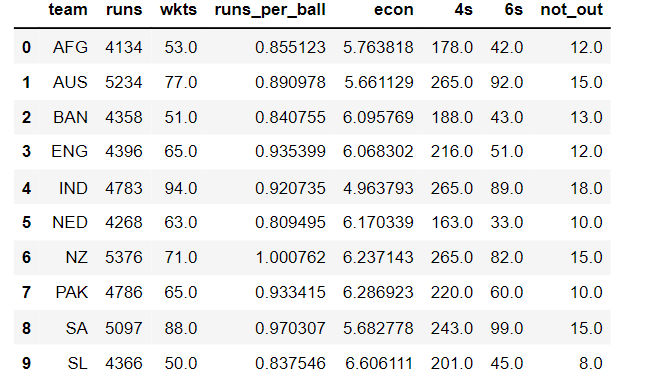 team runs wkts runs_per_ball econ 4s 6s not_out
0 AFG 4134 53.0 0.855123 5.763818 178.0 42.0 12.0
1 AUS 5234 77.0 0.890978 5.661129 265.0 92.0 15.0
2 BAN 4358 51.0 0.840755 6.095769 188.0 43.0 13.0
3 ENG 4396 65.0 0.935399 6.068302 216.0 51.0 12.0
4 IND 4783 94.0 0.920735 4.963793 265.0 89.0 18.0
5 NED 4268 63.0 0.809495 6.170339 163.0 33.0 10.0
6 NZ 5376 71.0 1.000762 6.237143 265.0 82.0 15.0
7 PAK 4786 65.0 0.933415 6.286923 220.0 60.0 10.0
8 SA 5097 88.0 0.970307 5.682778 243.0 99.0 15.0
9 SL 4366 50.0 0.837546 6.606111 201.0 45.0 8.0